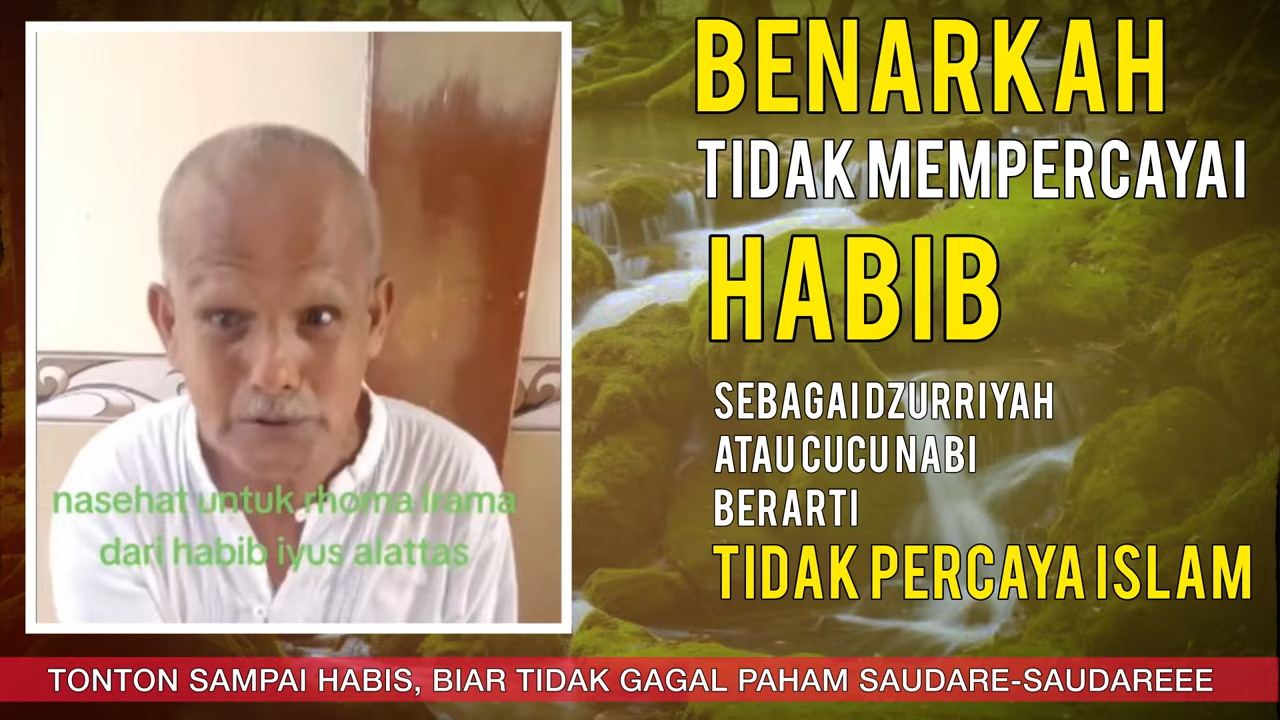 BENARKAH
TIDAK MEMPERCAYAI
HABIB
SEBAGAI DZURRIYAH
ATAU CUCU NABI
BERARTI
TIDAK PERCAYA ISLAM
nasehat untuk rhoma Irama
dari habib iyus alattas
TONTON SAMPAI HABIS, BIAR TIDAK GAGAL PAHAM SAUDARE-SAUDAREEE